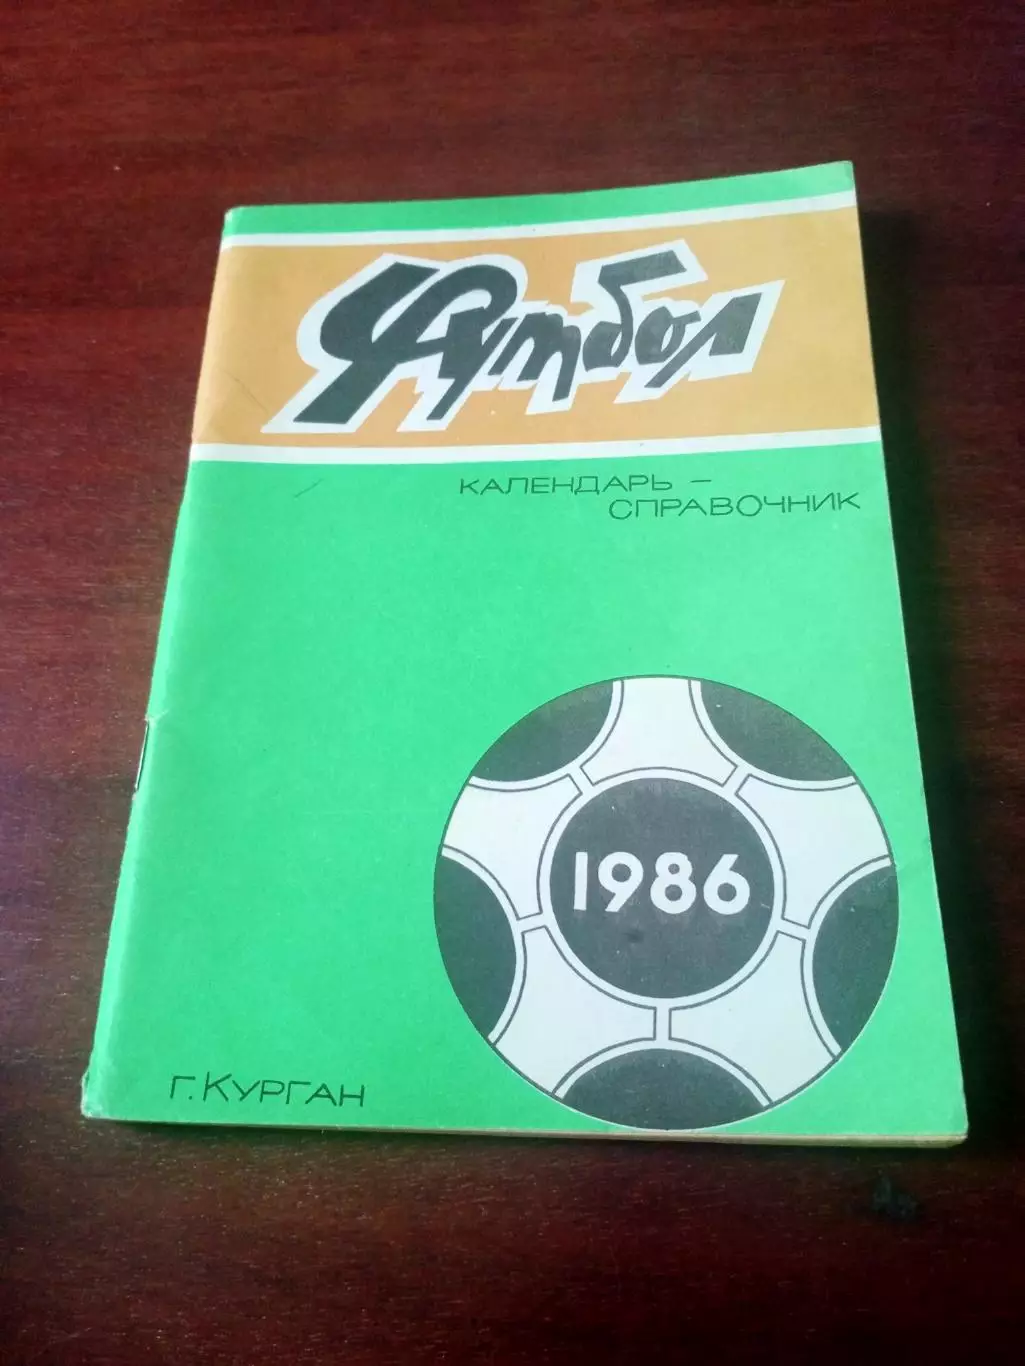 Футбол
КАЛЕНДАРЬ –
СПРАВОЧНИК
1986
г. КУРГАН